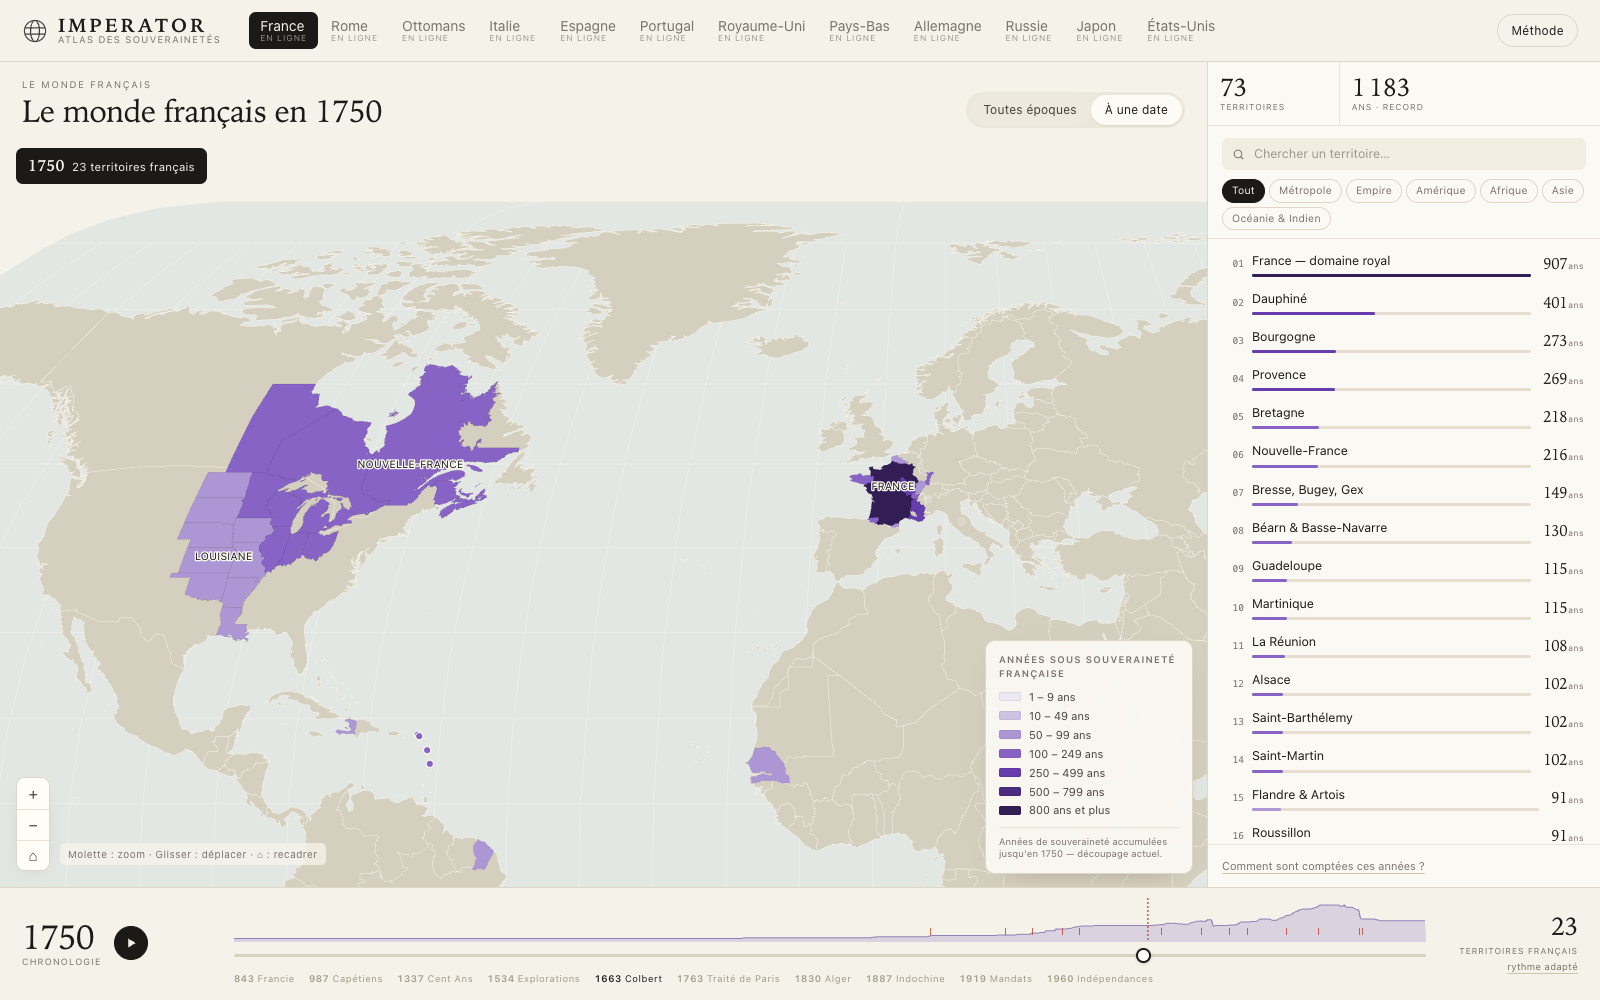 IMPERATOR
ATLAS DES SOUVERAINETÉS
France
EN LIGNE
Rome
EN LIGNE
Ottomans
EN LIGNE
Italie
EN LIGNE
Espagne
EN LIGNE
Portugal
EN LIGNE
Royaume-Uni
EN LIGNE
Pays-Bas
EN LIGNE
Allemagne
EN LIGNE
Russie
EN LIGNE
Japon
EN LIGNE
États-Unis
EN LIGNE
Méthode
LE MONDE FRANÇAIS
Le monde français en 1750
Toutes époques
À une date
1750 23 territoires français
NOUVELLE-FRANCE
FRANCE
LOUISIANE
ANNÉES SOUS SOUVERAINETÉ
FRANÇAISE
1 – 9 ans
10 – 49 ans
50 – 99 ans
100 – 249 ans
250 – 499 ans
500 – 799 ans
800 ans et plus
Années de souveraineté accumulées
jusqu'en 1750 — découpage actuel.
+
−
⌂
Molette : zoom · Glisser : déplacer · ⌂ : recadrer
73
TERRITOIRES
1 183
ANS · RECORD
Chercher un territoire…
Tout
Métropole
Empire
Amérique
Afrique
Asie
Océanie & Indien
01 France — domaine royal 907 ans
02 Dauphiné 401 ans
03 Bourgogne 273 ans
04 Provence 269 ans
05 Bretagne 218 ans
06 Nouvelle-France 216 ans
07 Bresse, Bugey, Gex 149 ans
08 Béarn & Basse-Navarre 130 ans
09 Guadeloupe 115 ans
10 Martinique 115 ans
11 La Réunion 108 ans
12 Alsace 102 ans
13 Saint-Barthélemy 102 ans
14 Saint-Martin 102 ans
15 Flandre & Artois 91 ans
16 Roussillon 91 ans
Comment sont comptées ces années ?
1750
CHRONOLOGIE
843 Francie
987 Capétiens
1337 Cent Ans
1534 Explorations
1663 Colbert
1763 Traité de Paris
1830 Alger
1887 Indochine
1919 Mandats
1960 Indépendances
23
TERRITOIRES FRANÇAIS
rythme adapté